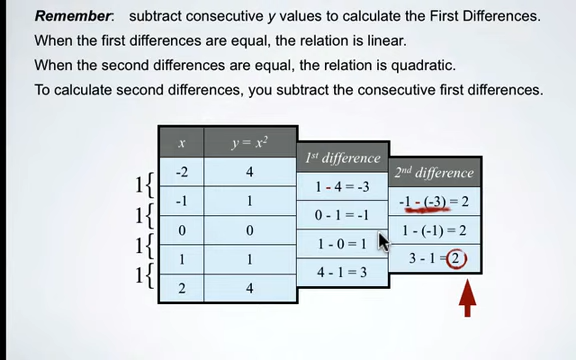 Remember: subtract consecutive y values to calculate the First Differences.
When the first differences are equal, the relation is linear.
When the second differences are equal, the relation is quadratic.
To calculate second differences, you subtract the consecutive first differences.
x y = x² 1st difference 2nd difference
1{ -2 4
1{ -1 1 1 - 4 = -3
1{ 0 0 0 - 1 = -1 -1 - (-3) = 2
1{ 1 1 1 - 0 = 1 1 - (-1) = 2
2 4 4 - 1 = 3 3 - 1 = 2